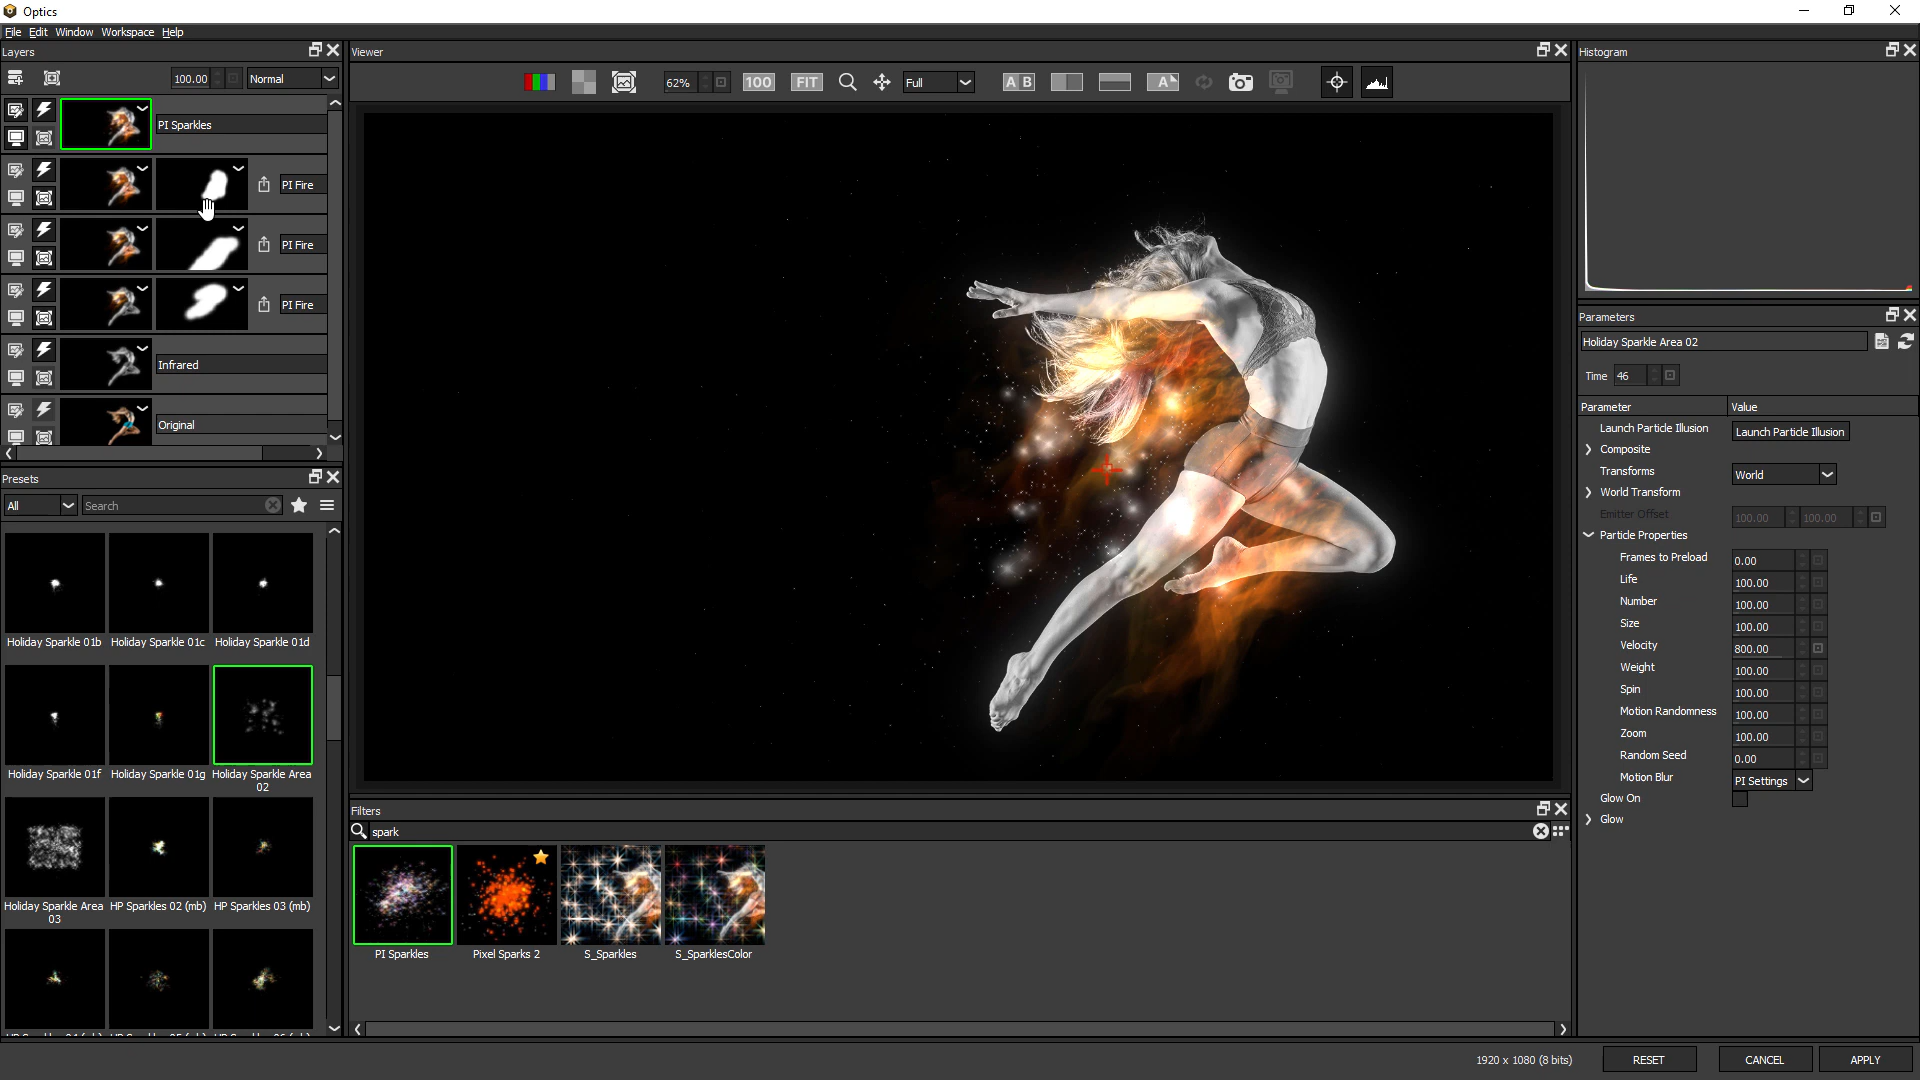 Optics
File Edit Window Workspace Help
Layers
100.00 Normal
PI Sparkles
PI Fire
PI Fire
PI Fire
Infrared
Original
Presets
All Search
Holiday Sparkle 01b Holiday Sparkle 01c Holiday Sparkle 01d
Holiday Sparkle 01f Holiday Sparkle 01g Holiday Sparkle Area 02
Holiday Sparkle Area 03 HP Sparkles 02 (mb) HP Sparkles 03 (mb)
Viewer
62% 100 FIT Full A B A
Filters
spark
PI Sparkles Pixel Sparks 2 S_Sparkles S_SparklesColor
Histogram
Parameters
Holiday Sparkle Area 02
Time 46
Parameter Value
Launch Particle Illusion Launch Particle Illusion
Composite
Transforms World
World Transform
Emitter Offset 100.00 100.00
Particle Properties
Frames to Preload 0.00
Life 100.00
Number 100.00
Size 100.00
Velocity 800.00
Weight 100.00
Spin 100.00
Motion Randomness 100.00
Zoom 100.00
Random Seed 0.00
Motion Blur PI Settings
Glow On
Glow
1920 x 1080 (8 bits) RESET CANCEL APPLY